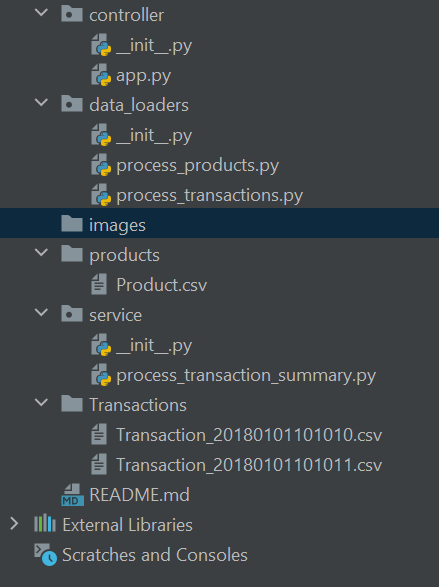 controller
__init__.py
app.py
data_loaders
__init__.py
process_products.py
process_transactions.py
images
products
Product.csv
service
__init__.py
process_transaction_summary.py
Transactions
Transaction_20180101101010.csv
Transaction_20180101101011.csv
MD README.md
External Libraries
Scratches and Consoles